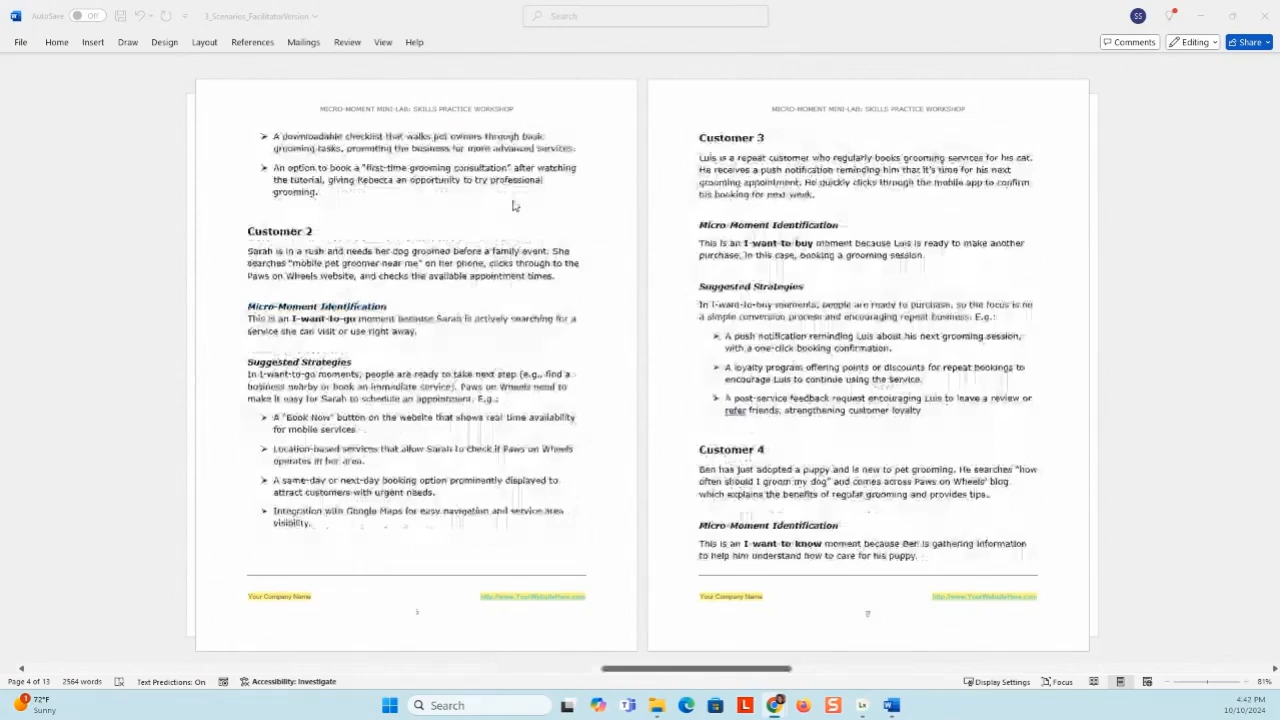 AutoSave Off 3_Scenarios_FacilitatorVersion Search SS
File Home Insert Draw Design Layout References Mailings Review View Help Comments Editing Share
MICRO-MOMENT MINI-LAB: SKILLS PRACTICE WORKSHOP
A downloadable checklist that walks pet owners through basic
grooming tasks, promoting the business for more advanced services.
An option to book a "first-time grooming consultation" after watching
the tutorial, giving Rebecca an opportunity to try professional
grooming.
Customer 2
Sarah is in a rush and needs her dog groomed before a family event. She
searches "mobile pet groomer near me" on her phone, clicks through to the
Paws on Wheels website, and checks the available appointment times.
Micro-Moment Identification
This is an I-want-to-go moment because Sarah is actively searching for a
service she can visit or use right away.
Suggested Strategies
In I-want-to-go moments, people are ready to take next step (e.g., find a
business nearby or book an immediate service). Paws on Wheels need to
make it easy for Sarah to schedule an appointment. E.g.:
A "Book Now" button on the website that shows real time availability
for mobile services
Location-based services that allow Sarah to check if Paws on Wheels
operates in her area.
A same-day or next-day booking option prominently displayed to
attract customers with urgent needs.
Integration with Google Maps for easy navigation and service area
visibility.
Your Company Name http://www.YourWebsiteHere.com
MICRO-MOMENT MINI-LAB: SKILLS PRACTICE WORKSHOP
Customer 3
Luis is a repeat customer who regularly books grooming services for his cat.
He receives a push notification reminding him that it's time for his next
grooming appointment. He quickly clicks through the mobile app to confirm
his booking for next week.
Micro-Moment Identification
This is an I-want-to-buy moment because Luis is ready to make another
purchase. In this case, booking a grooming session.
Suggested Strategies
In I-want-to-buy moments, people are ready to purchase, so the focus is on
a simple conversion process and encouraging repeat business. E.g.:
A push notification reminding Luis about his next grooming session,
with a one-click booking confirmation.
A loyalty program offering points or discounts for repeat bookings to
encourage Luis to continue using the service.
A post-service feedback request encouraging Luis to leave a review or
refer friends, strengthening customer loyalty
Customer 4
Ben has just adopted a puppy and is new to pet grooming. He searches "how
often should I groom my dog" and comes across Paws on Wheels' blog
which explains the benefits of regular grooming and provides tips.
Micro-Moment Identification
This is an I-want-to-know moment because Ben is gathering information
to help him understand how to care for his puppy.
Your Company Name http://www.YourWebsiteHere.com
Page 4 of 13 2564 words Text Predictions: On Accessibility: Investigate Display Settings Focus 81%
72°F
Sunny
Search
4:42 PM
10/10/2024